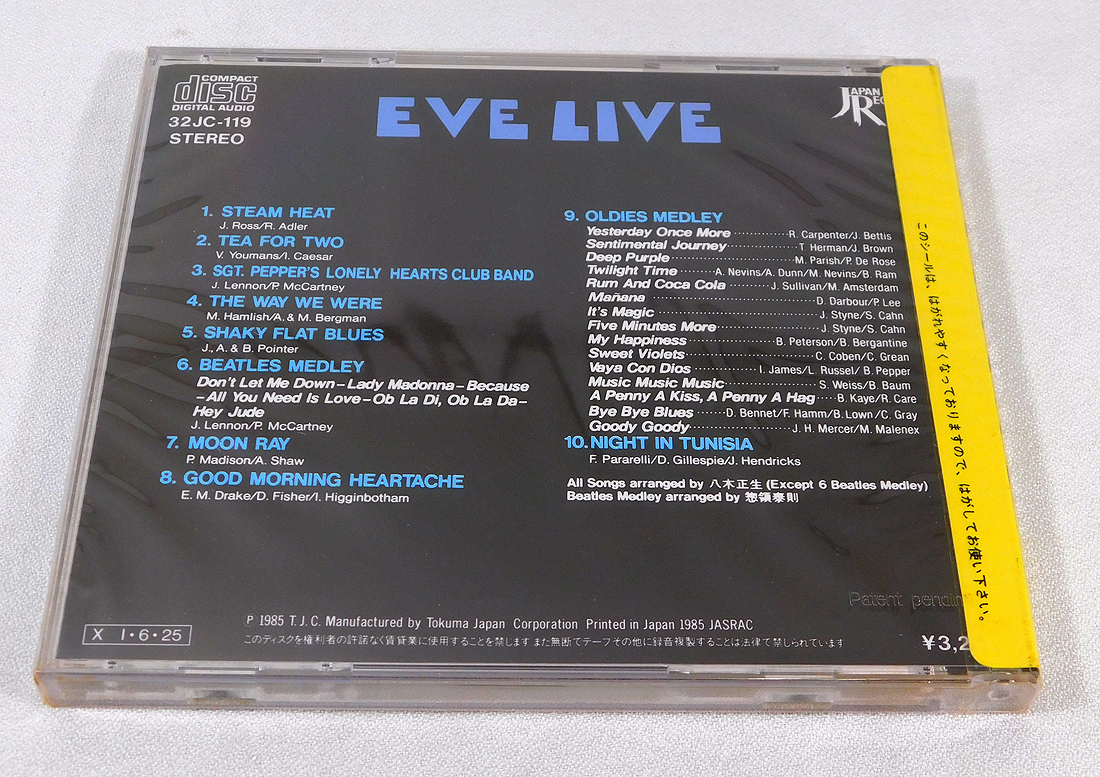 COMPACT
disc
DIGITAL AUDIO
32JC-119
STEREO
EVE LIVE
JAPAN
1. STEAM HEAT
J. Ross/R. Adler
2. TEA FOR TWO
V. Youmans/I. Caesar
3. SGT. PEPPER'S LONELY HEARTS CLUB BAND
J. Lennon/P. McCartney
4. THE WAY WE WERE
M. Hamlish/A. & M. Bergman
5. SHAKY FLAT BLUES
J., A. & B. Pointer
6. BEATLES MEDLEY
Don't Let Me Down – Lady Madonna – Because
– All You Need Is Love – Ob La Di, Ob La Da –
Hey Jude
J. Lennon/P. McCartney
7. MOON RAY
P. Madison/A. Shaw
8. GOOD MORNING HEARTACHE
E. M. Drake/D. Fisher/I. Higginbotham
9. OLDIES MEDLEY
Yesterday Once More R. Carpenter/J. Bettis
Sentimental Journey T. Herman/J. Brown
Deep Purple M. Parish/P. De Rose
Twilight Time A. Nevins/A. Dunn/M. Nevins/B. Ram
Rum And Coca Cola J. Sullivan/M. Amsterdam
Mañana D. Darbour/P. Lee
It's Magic J. Styne/S. Cahn
Five Minutes More J. Styne/S. Cahn
My Happiness B. Peterson/B. Bergantine
Sweet Violets C. Coben/C. Grean
Vaya Con Dios I. James/L. Russel/B. Pepper
Music Music Music S. Weiss/B. Baum
A Penny A Kiss, A Penny A Hag B. Kaye/R. Care
Bye Bye Blues D. Bennet/F. Hamm/B. Lown/C. Gray
Goody Goody J. H. Mercer/M. Malenex
10. NIGHT IN TUNISIA
F. Pararelli/D. Gillespie/J. Hendricks
All Songs arranged by 八木正生 (Except 6 Beatles Medley)
Beatles Medley arranged by 惣領泰則
このシールは、はがれやすくなっておりますので、はがしてお使い下さい。
Patent pending
X I・6・25
P 1985 T. J. C. Manufactured by Tokuma Japan Corporation Printed in Japan 1985 JASRAC
このディスクを権利者の許諾なく賃貸業に使用することを禁じます また無断でテープその他に録音複製することは法律で禁じられています
¥3,2